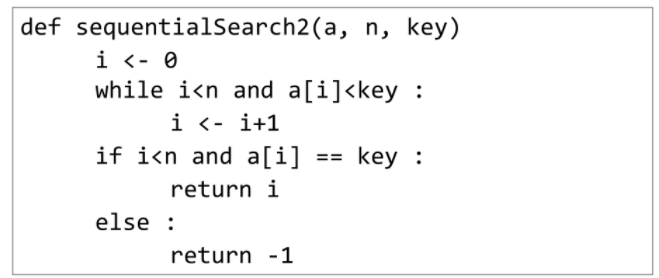 def sequentialSearch2(a, n, key)
i <- 0
while i<n and a[i]<key :
i <- i+1
if i<n and a[i] == key :
return i
else :
return -1